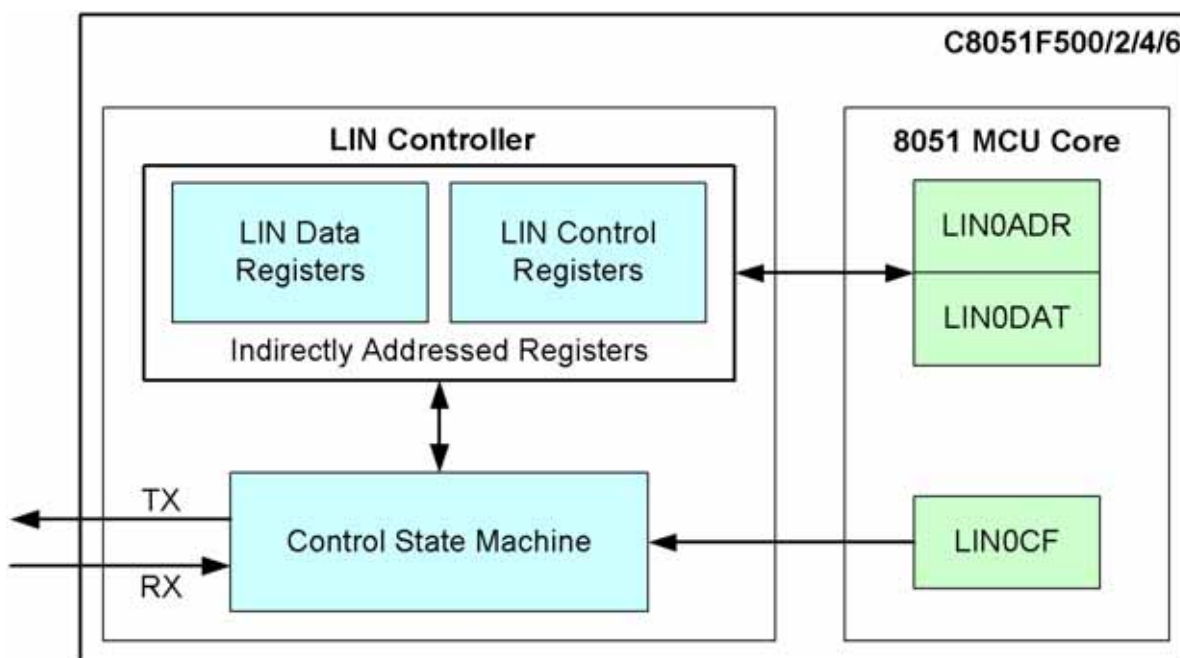 C8051F500/2/4/6
LIN Controller
8051 MCU Core
LIN Data
Registers
LIN Control
Registers
Indirectly Addressed Registers
LIN0ADR
LIN0DAT
TX
RX
Control State Machine
LIN0CF